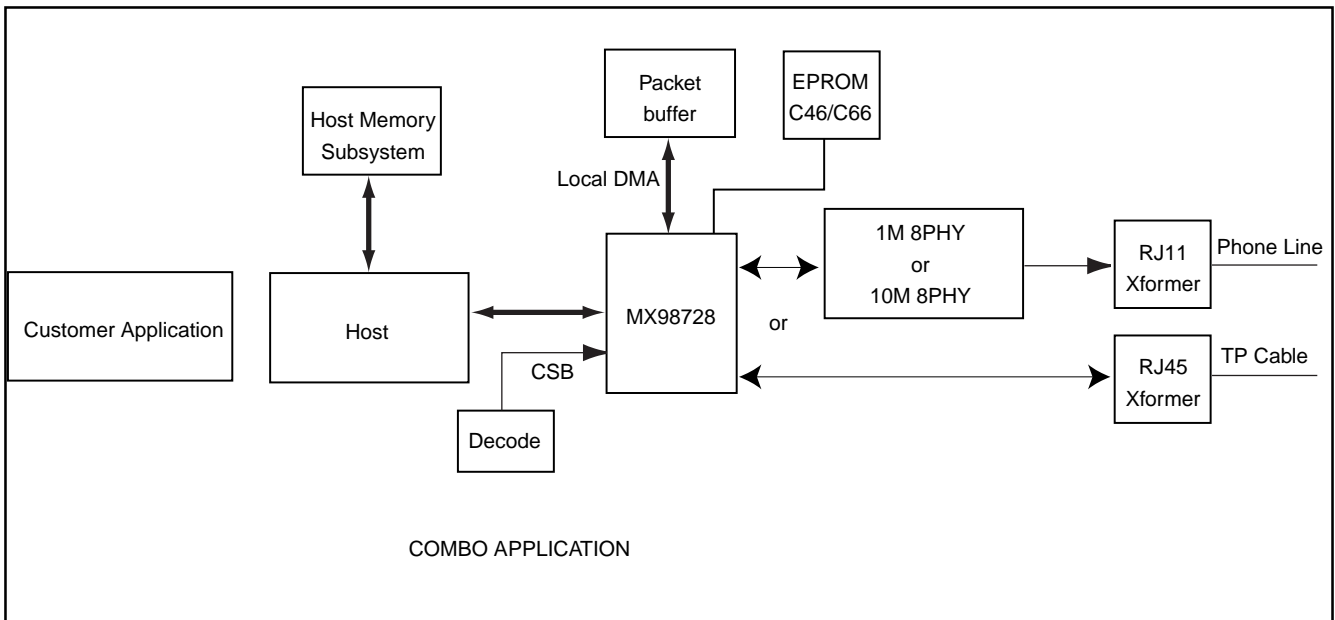 Packet
buffer
EPROM
C46/C66
Host Memory
Subsystem
Local DMA
1M 8PHY
or
10M 8PHY
RJ11
Xformer
Phone Line
Customer Application
Host
MX98728
or
CSB
RJ45
Xformer
TP Cable
Decode
COMBO APPLICATION